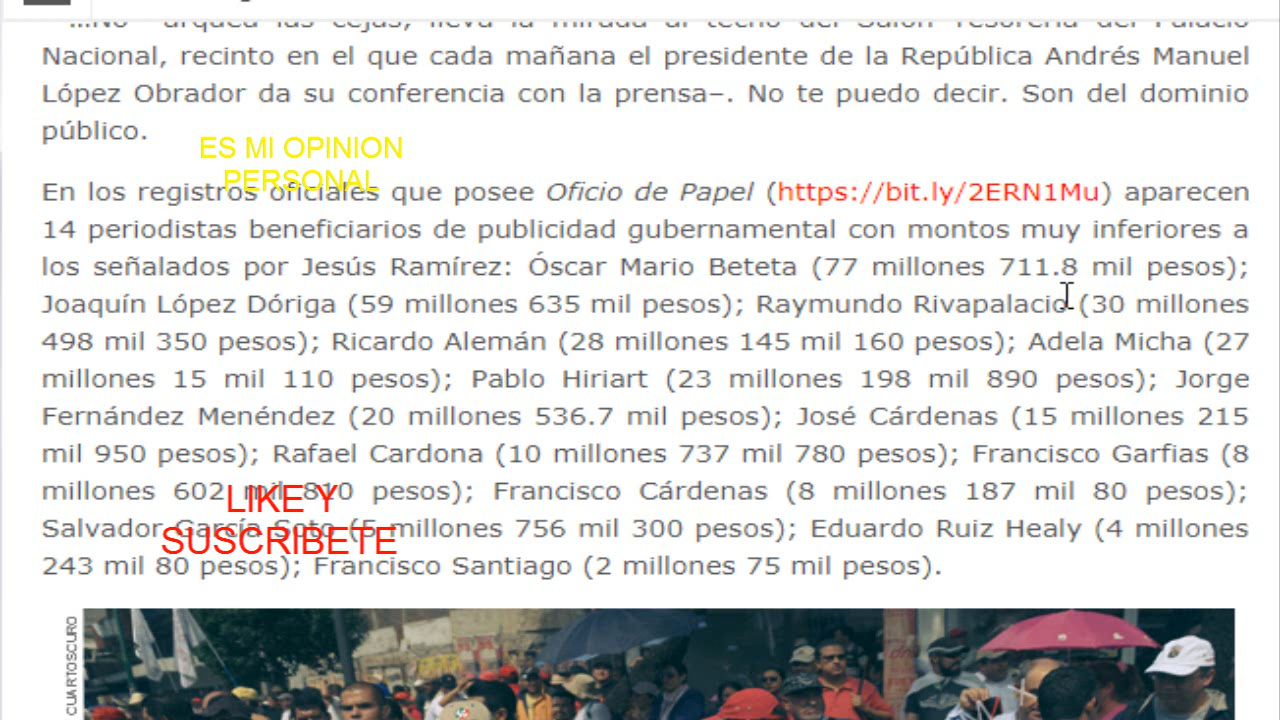 Nacional, recinto en el que cada mañana el presidente de la República Andrés Manuel
López Obrador da su conferencia con la prensa–. No te puedo decir. Son del dominio
público.
ES MI OPINION
PERSONAL
En los registros oficiales que posee Oficio de Papel (https://bit.ly/2ERN1Mu) aparecen
14 periodistas beneficiarios de publicidad gubernamental con montos muy inferiores a
los señalados por Jesús Ramírez: Óscar Mario Beteta (77 millones 711.8 mil pesos);
Joaquín López Dóriga (59 millones 635 mil pesos); Raymundo Rivapalacio (30 millones
498 mil 350 pesos); Ricardo Alemán (28 millones 145 mil 160 pesos); Adela Micha (27
millones 15 mil 110 pesos); Pablo Hiriart (23 millones 198 mil 890 pesos); Jorge
Fernández Menéndez (20 millones 536.7 mil pesos); José Cárdenas (15 millones 215
mil 950 pesos); Rafael Cardona (10 millones 737 mil 780 pesos); Francisco Garfias (8
millones 602 mil 810 pesos); Francisco Cárdenas (8 millones 187 mil 80 pesos);
LIKE Y
Salvador García Soto (5 millones 756 mil 300 pesos); Eduardo Ruiz Healy (4 millones
SUSCRIBETE
243 mil 80 pesos); Francisco Santiago (2 millones 75 mil pesos).
CUARTOSCURO